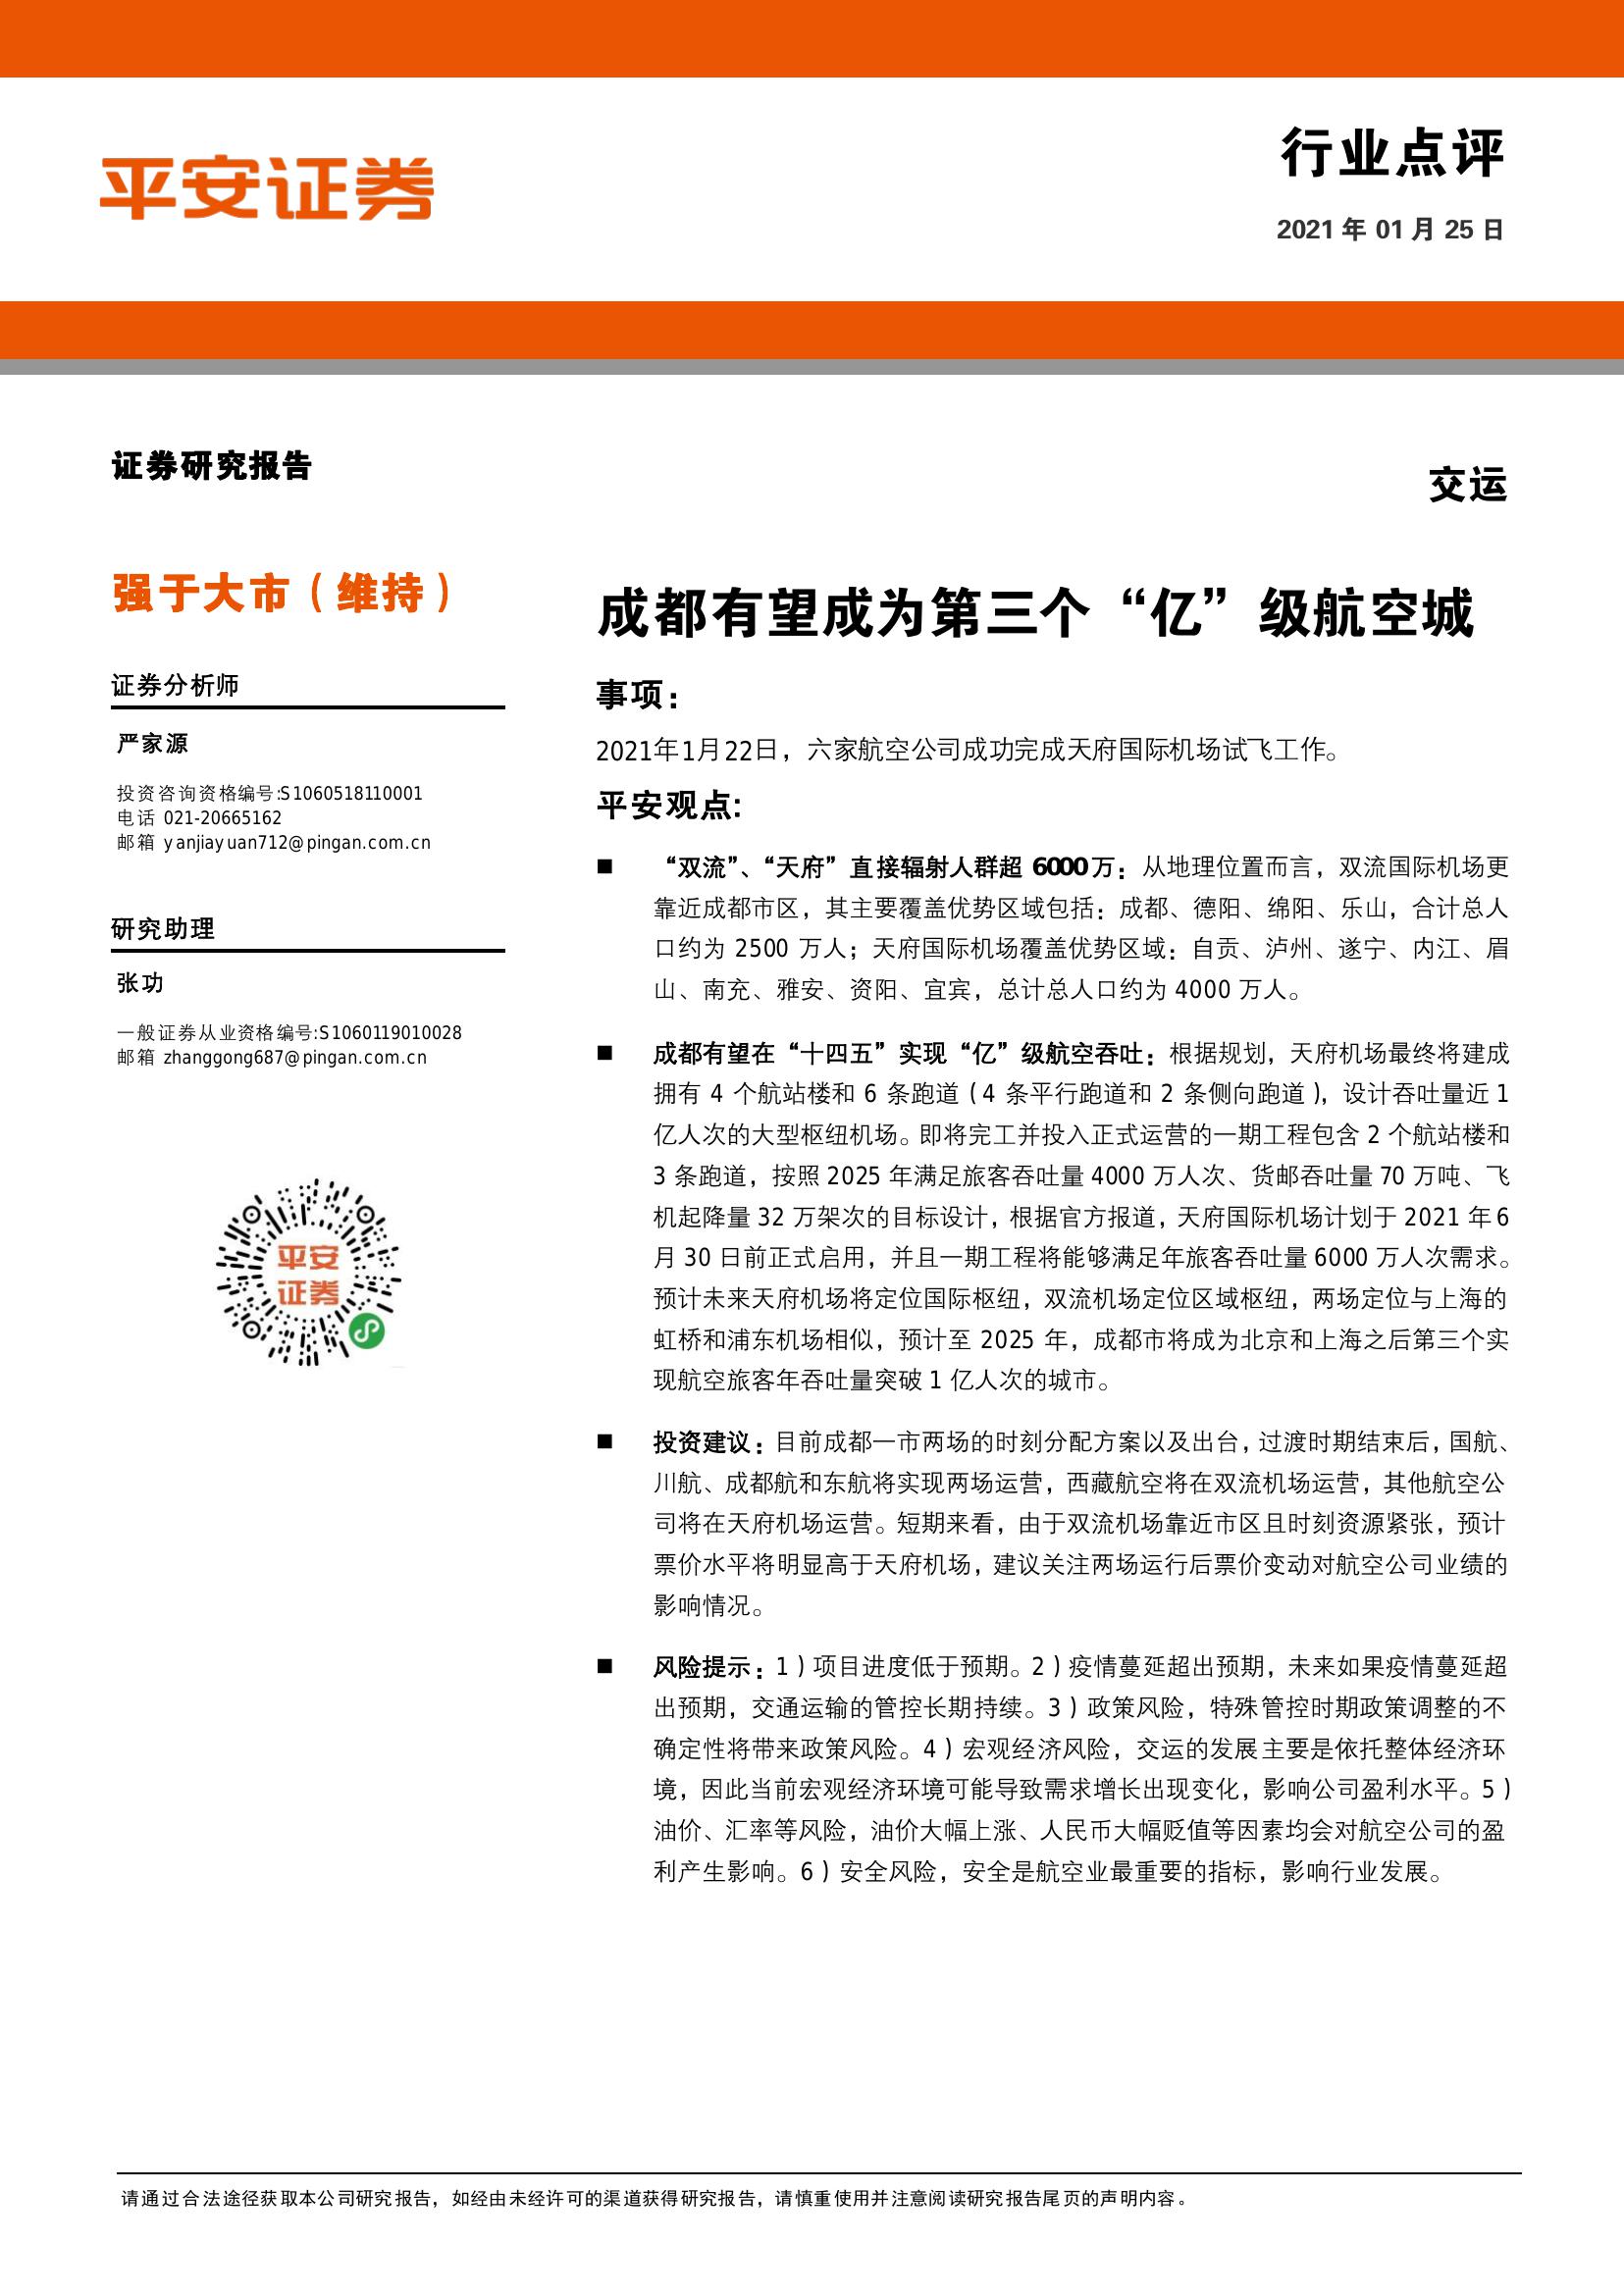 平安证券
行业点评
2021 年 01 月 25 日
证券研究报告
交运
强于大市（维持）
证券分析师
严家源
投资咨询资格编号:S1060518110001
电话 021-20665162
邮箱 yanjiayuan712@pingan.com.cn
研究助理
张功
一般证券从业资格编号:S1060119010028
邮箱 zhanggong687@pingan.com.cn
平安
证券
成都有望成为第三个“亿”级航空城
事项：
2021年1月22日，六家航空公司成功完成天府国际机场试飞工作。
平安观点:
■ “双流”、“天府”直接辐射人群超 6000万：从地理位置而言，双流国际机场更
靠近成都市区，其主要覆盖优势区域包括：成都、德阳、绵阳、乐山，合计总人
口约为 2500 万人；天府国际机场覆盖优势区域：自贡、泸州、遂宁、内江、眉
山、南充、雅安、资阳、宜宾，总计总人口约为 4000 万人。
■ 成都有望在“十四五”实现“亿”级航空吞吐：根据规划，天府机场最终将建成
拥有 4 个航站楼和 6 条跑道（4 条平行跑道和 2 条侧向跑道），设计吞吐量近 1
亿人次的大型枢纽机场。即将完工并投入正式运营的一期工程包含 2 个航站楼和
3 条跑道，按照 2025 年满足旅客吞吐量 4000 万人次、货邮吞吐量 70 万吨、飞
机起降量 32 万架次的目标设计，根据官方报道，天府国际机场计划于 2021 年 6
月 30 日前正式启用，并且一期工程将能够满足年旅客吞吐量 6000 万人次需求。
预计未来天府机场将定位国际枢纽，双流机场定位区域枢纽，两场定位与上海的
虹桥和浦东机场相似，预计至 2025 年，成都市将成为北京和上海之后第三个实
现航空旅客年吞吐量突破 1 亿人次的城市。
■ 投资建议：目前成都一市两场的时刻分配方案以及出台，过渡时期结束后，国航、
川航、成都航和东航将实现两场运营，西藏航空将在双流机场运营，其他航空公
司将在天府机场运营。短期来看，由于双流机场靠近市区且时刻资源紧张，预计
票价水平将明显高于天府机场，建议关注两场运行后票价变动对航空公司业绩的
影响情况。
■ 风险提示：1）项目进度低于预期。2）疫情蔓延超出预期，未来如果疫情蔓延超
出预期，交通运输的管控长期持续。3）政策风险，特殊管控时期政策调整的不
确定性将带来政策风险。4）宏观经济风险，交运的发展主要是依托整体经济环
境，因此当前宏观经济环境可能导致需求增长出现变化，影响公司盈利水平。5）
油价、汇率等风险，油价大幅上涨、人民币大幅贬值等因素均会对航空公司的盈
利产生影响。6）安全风险，安全是航空业最重要的指标，影响行业发展。
请通过合法途径获取本公司研究报告，如经由未经许可的渠道获得研究报告，请慎重使用并注意阅读研究报告尾页的声明内容。